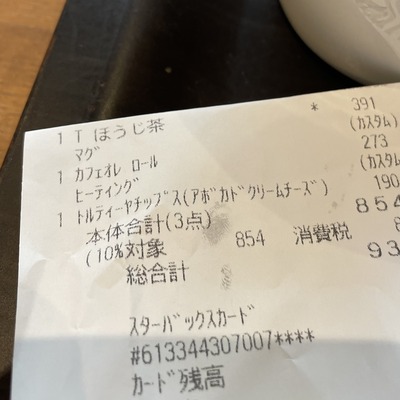 * 391
1 T ほうじ茶 (カスタム)
マグ 273
1 カフェオレ ロール (カスタム
ヒーティング 190
1 トルティーヤチップス(アボカドクリームチーズ) 854
本体合計(3点) 8
(10%対象 854 消費税 93
総合計
スターバックスカード
#613344307007****
カード残高